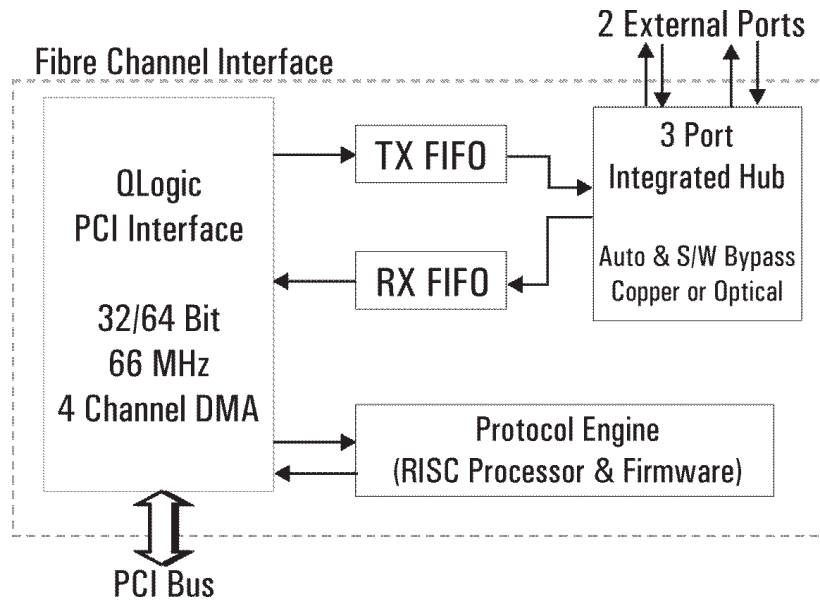 2 External Ports
Fibre Channel Interface
QLogic
PCI Interface
32/64 Bit
66 MHz
4 Channel DMA
TX FIFO
RX FIFO
3 Port
Integrated Hub
Auto & S/W Bypass
Copper or Optical
Protocol Engine
(RISC Processor & Firmware)
PCI Bus